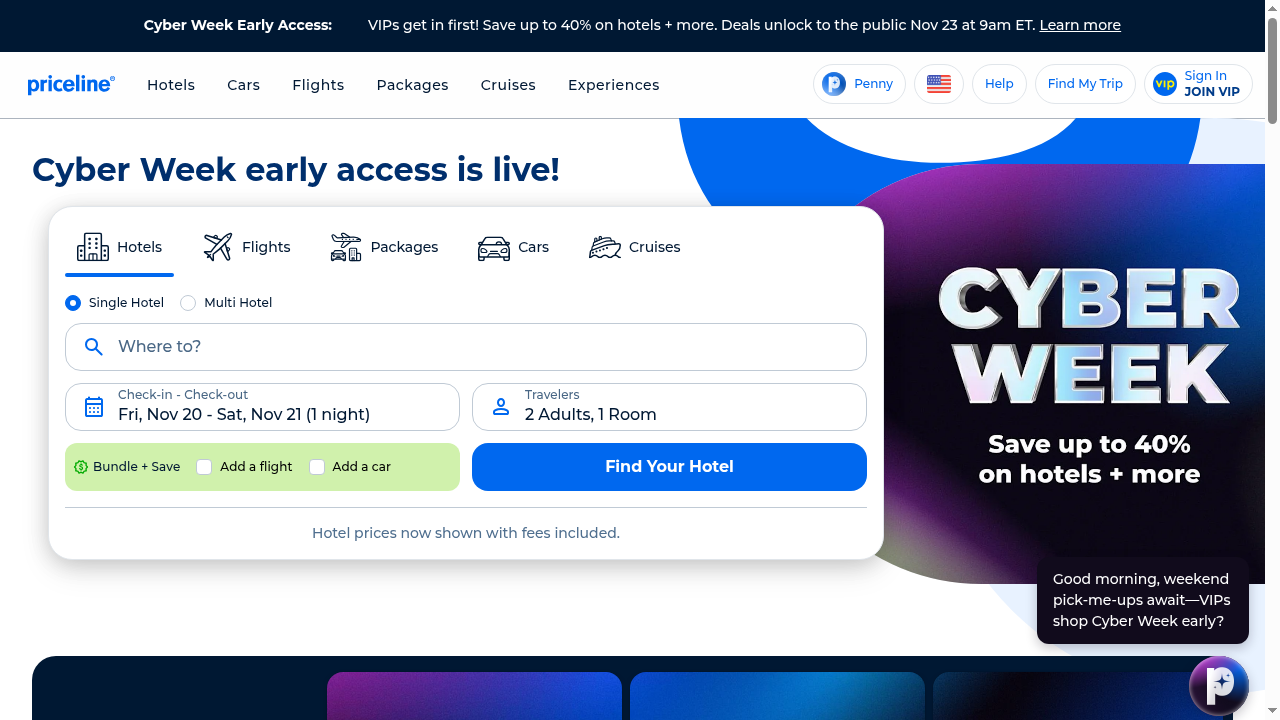 Cyber Week Early Access: VIPs get in first! Save up to 40% on hotels + more. Deals unlock to the public Nov 23 at 9am ET. Learn more
priceline® Hotels Cars Flights Packages Cruises Experiences Penny Help Find My Trip vip Sign In
JOIN VIP
Cyber Week early access is live!
Hotels Flights Packages Cars Cruises
Single Hotel Multi Hotel
Where to?
Check-in - Check-out
Fri, Nov 20 - Sat, Nov 21 (1 night)
Travelers
2 Adults, 1 Room
Bundle + Save Add a flight Add a car
Find Your Hotel
Hotel prices now shown with fees included.
CYBER
WEEK
Save up to 40%
on hotels + more
Good morning, weekend
pick-me-ups await—VIPs
shop Cyber Week early?